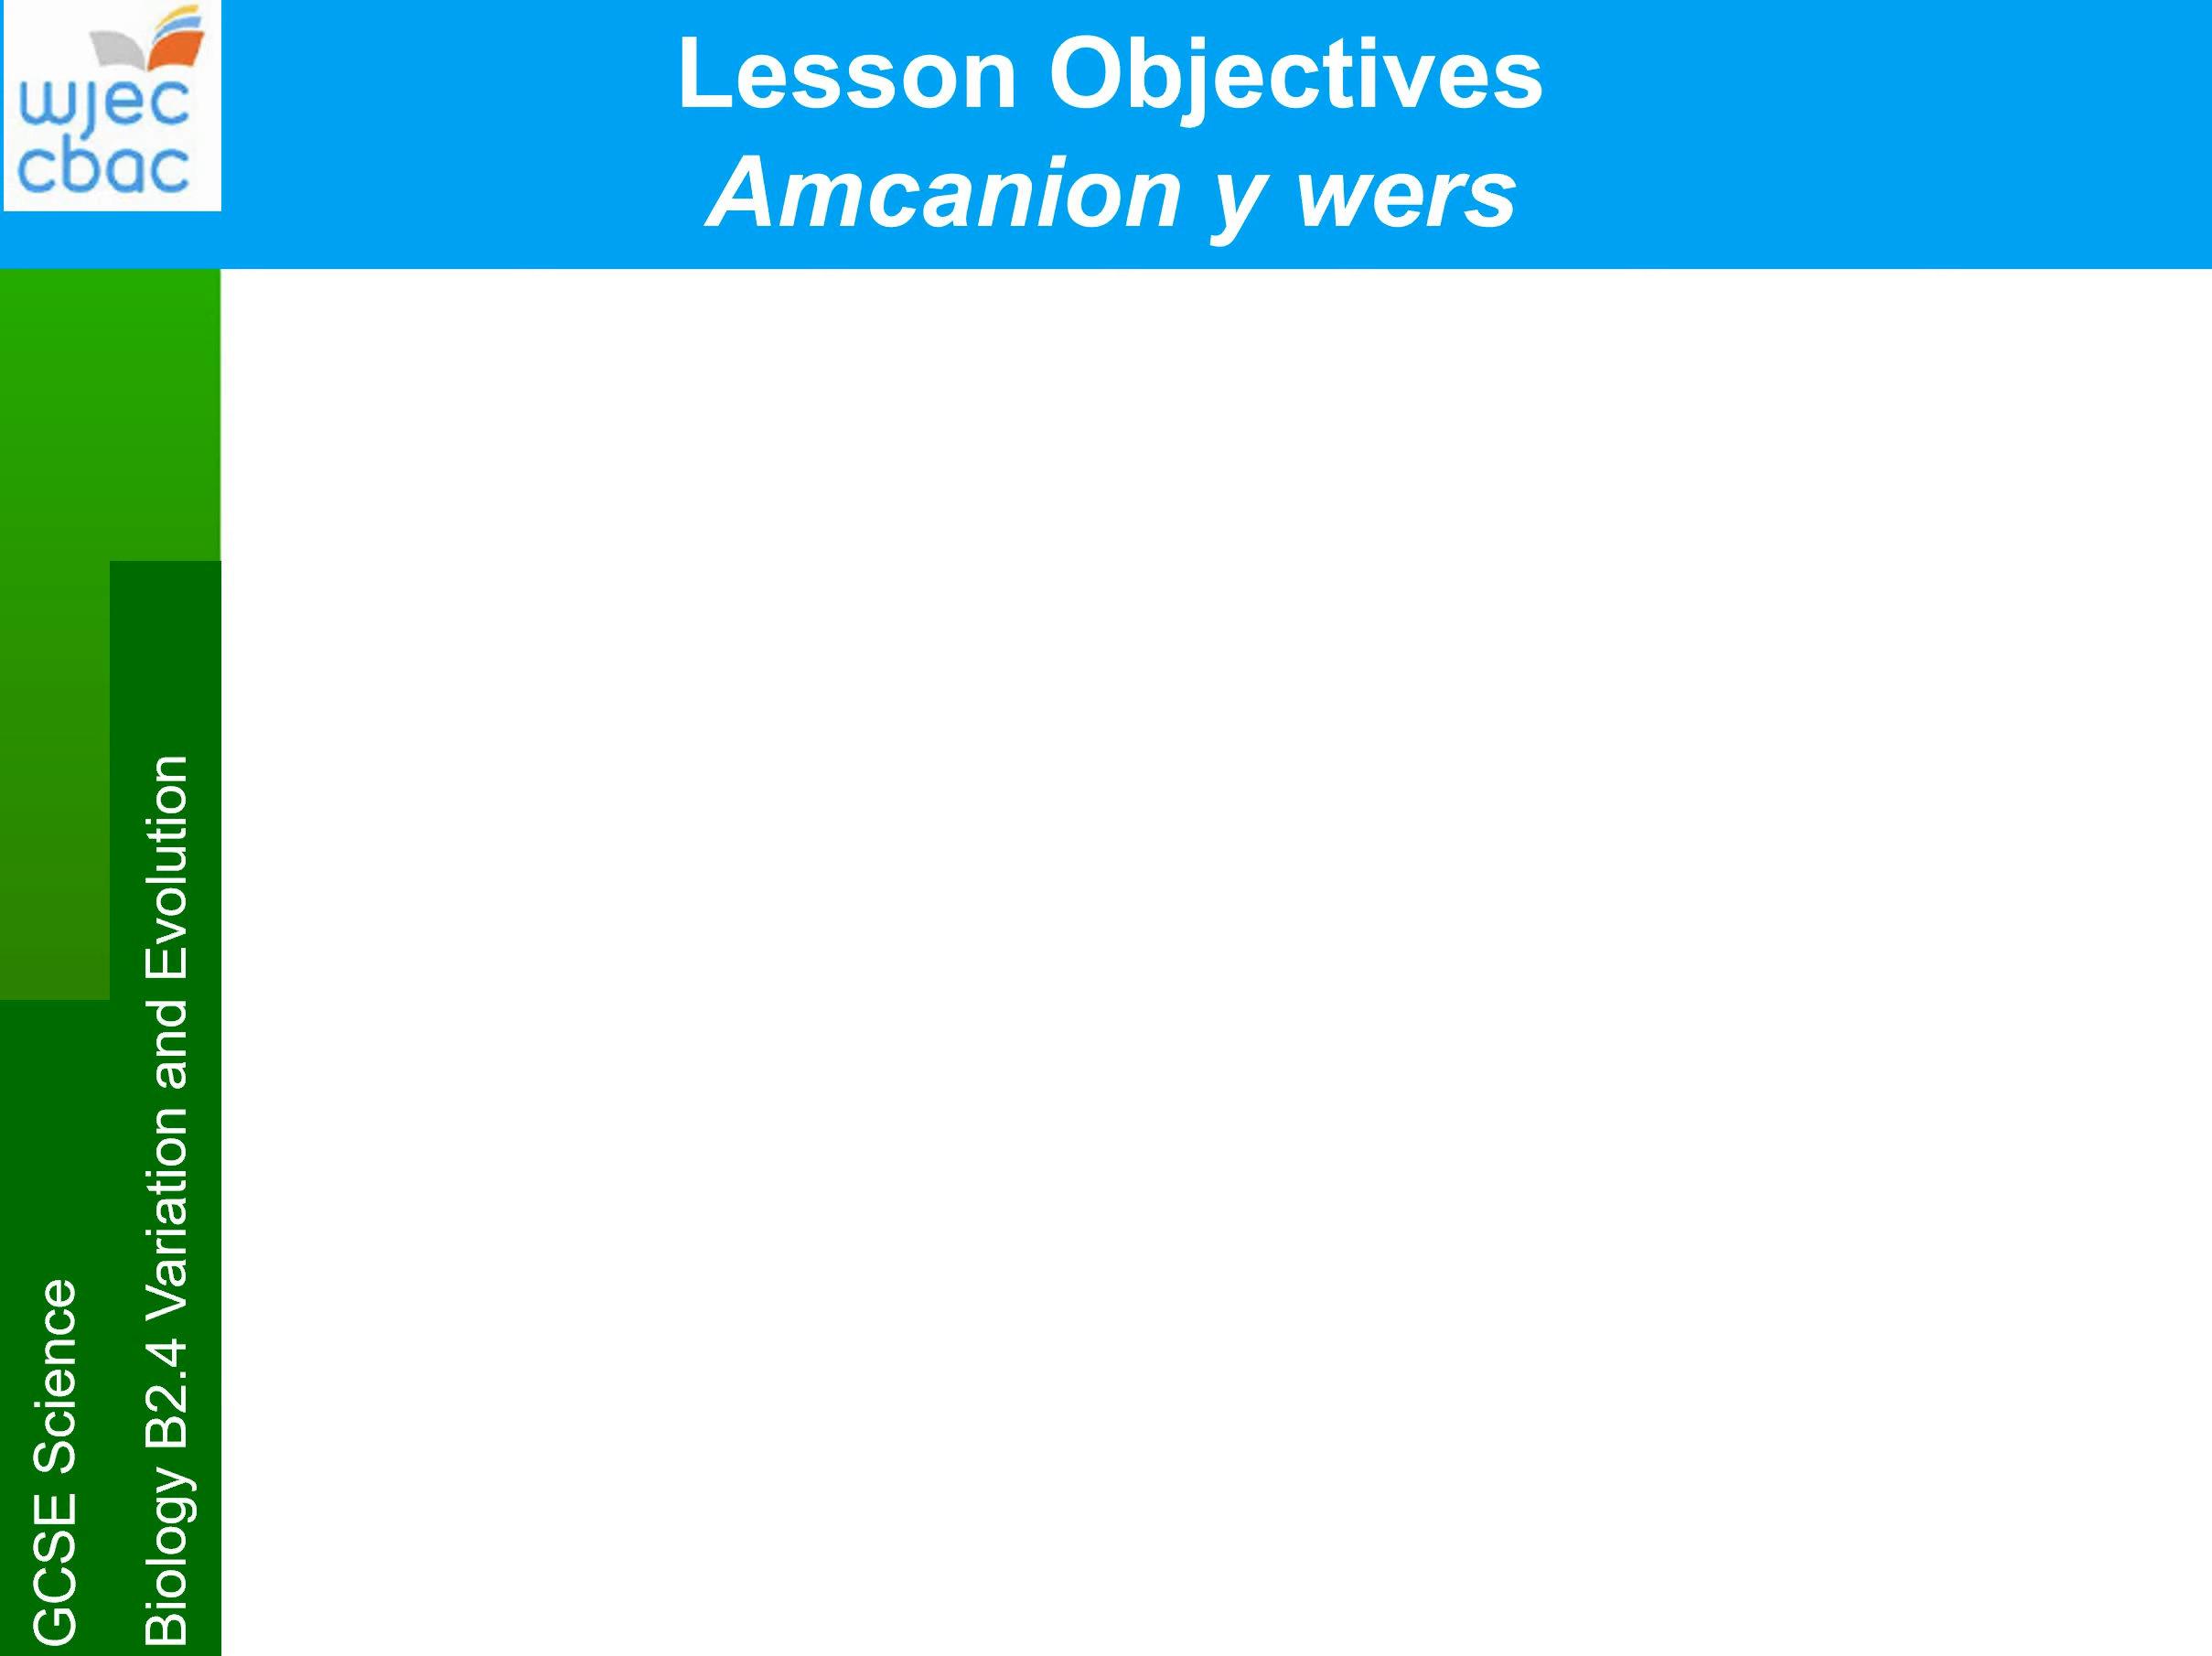 wjec
cbac
Lesson Objectives
Amcanion y wers
GCSE Science
Biology B2.4 Variation and Evolution